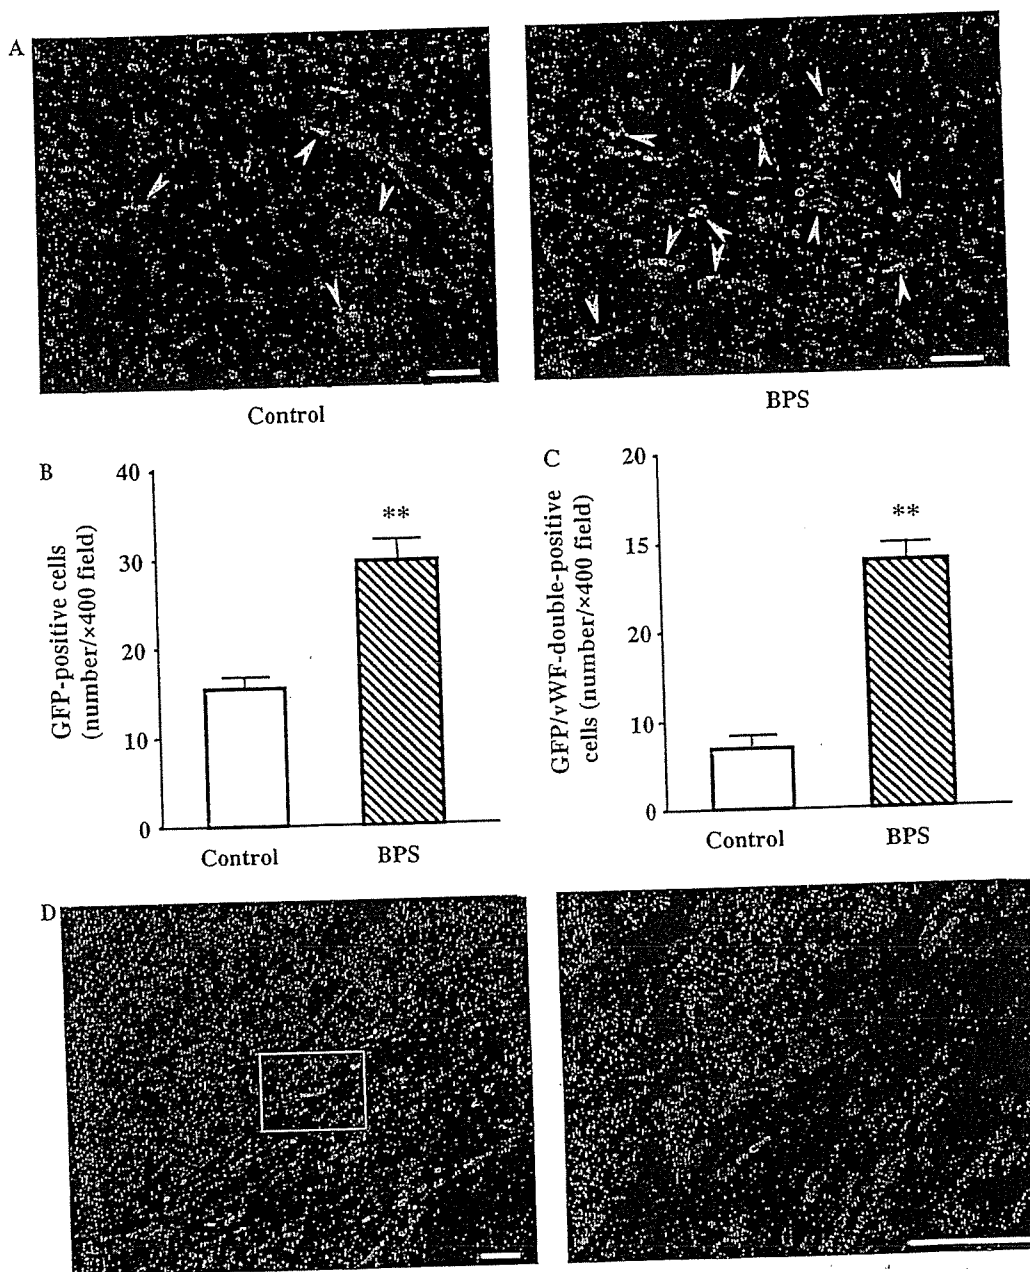 A
Control
BPS
B
GFP-positive cells
(number/×400 field)
40
30
20
10
0
**
Control
BPS
C
GFP/vWF-double-positive
cells (number/×400 field)
20
15
20
10
0
**
Control
BPS
D